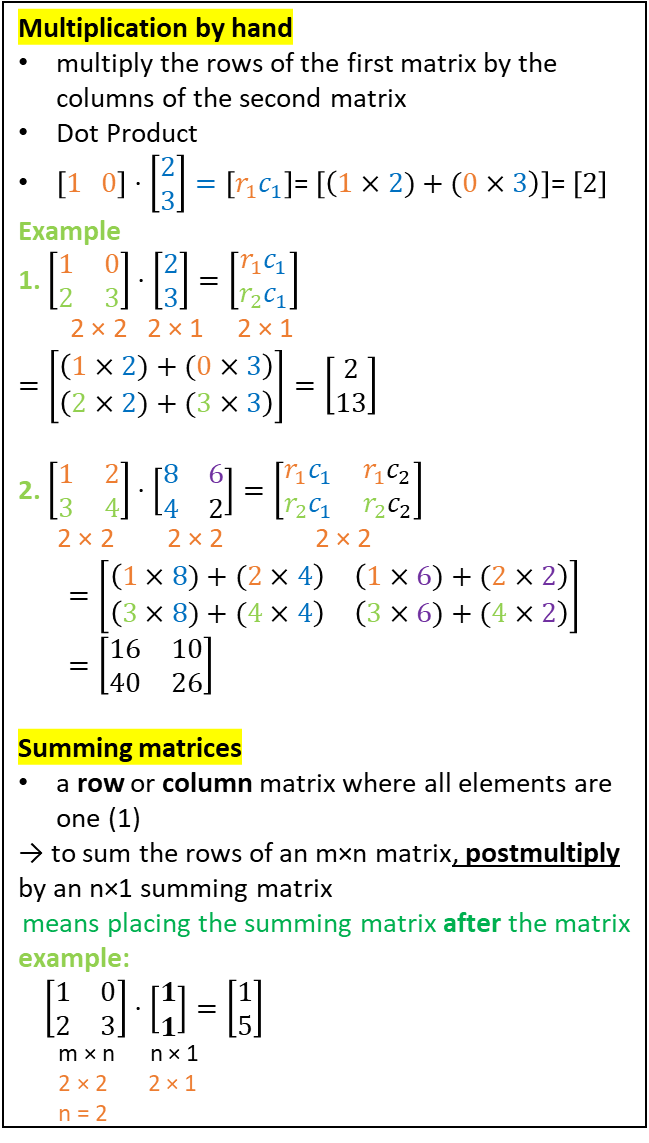 Multiplication by hand
• multiply the rows of the first matrix by the
columns of the second matrix
• Dot Product
• [1 0] · [2; 3] = [r₁c₁]= [(1 × 2) + (0 × 3)]= [2]
Example
1. [1 0; 2 3] · [2; 3] = [r₁c₁; r₂c₁]
2 × 2 2 × 1 2 × 1
= [(1 × 2) + (0 × 3); (2 × 2) + (3 × 3)] = [2; 13]
2. [1 2; 3 4] · [8 6; 4 2] = [r₁c₁ r₁c₂; r₂c₁ r₂c₂]
2 × 2 2 × 2 2 × 2
= [(1 × 8) + (2 × 4) (1 × 6) + (2 × 2); (3 × 8) + (4 × 4) (3 × 6) + (4 × 2)]
= [16 10; 40 26]
Summing matrices
• a row or column matrix where all elements are
one (1)
→ to sum the rows of an m×n matrix, postmultiply
by an n×1 summing matrix
means placing the summing matrix after the matrix
example:
[1 0; 2 3] · [1; 1] = [1; 5]
m × n n × 1
2 × 2 2 × 1
n = 2